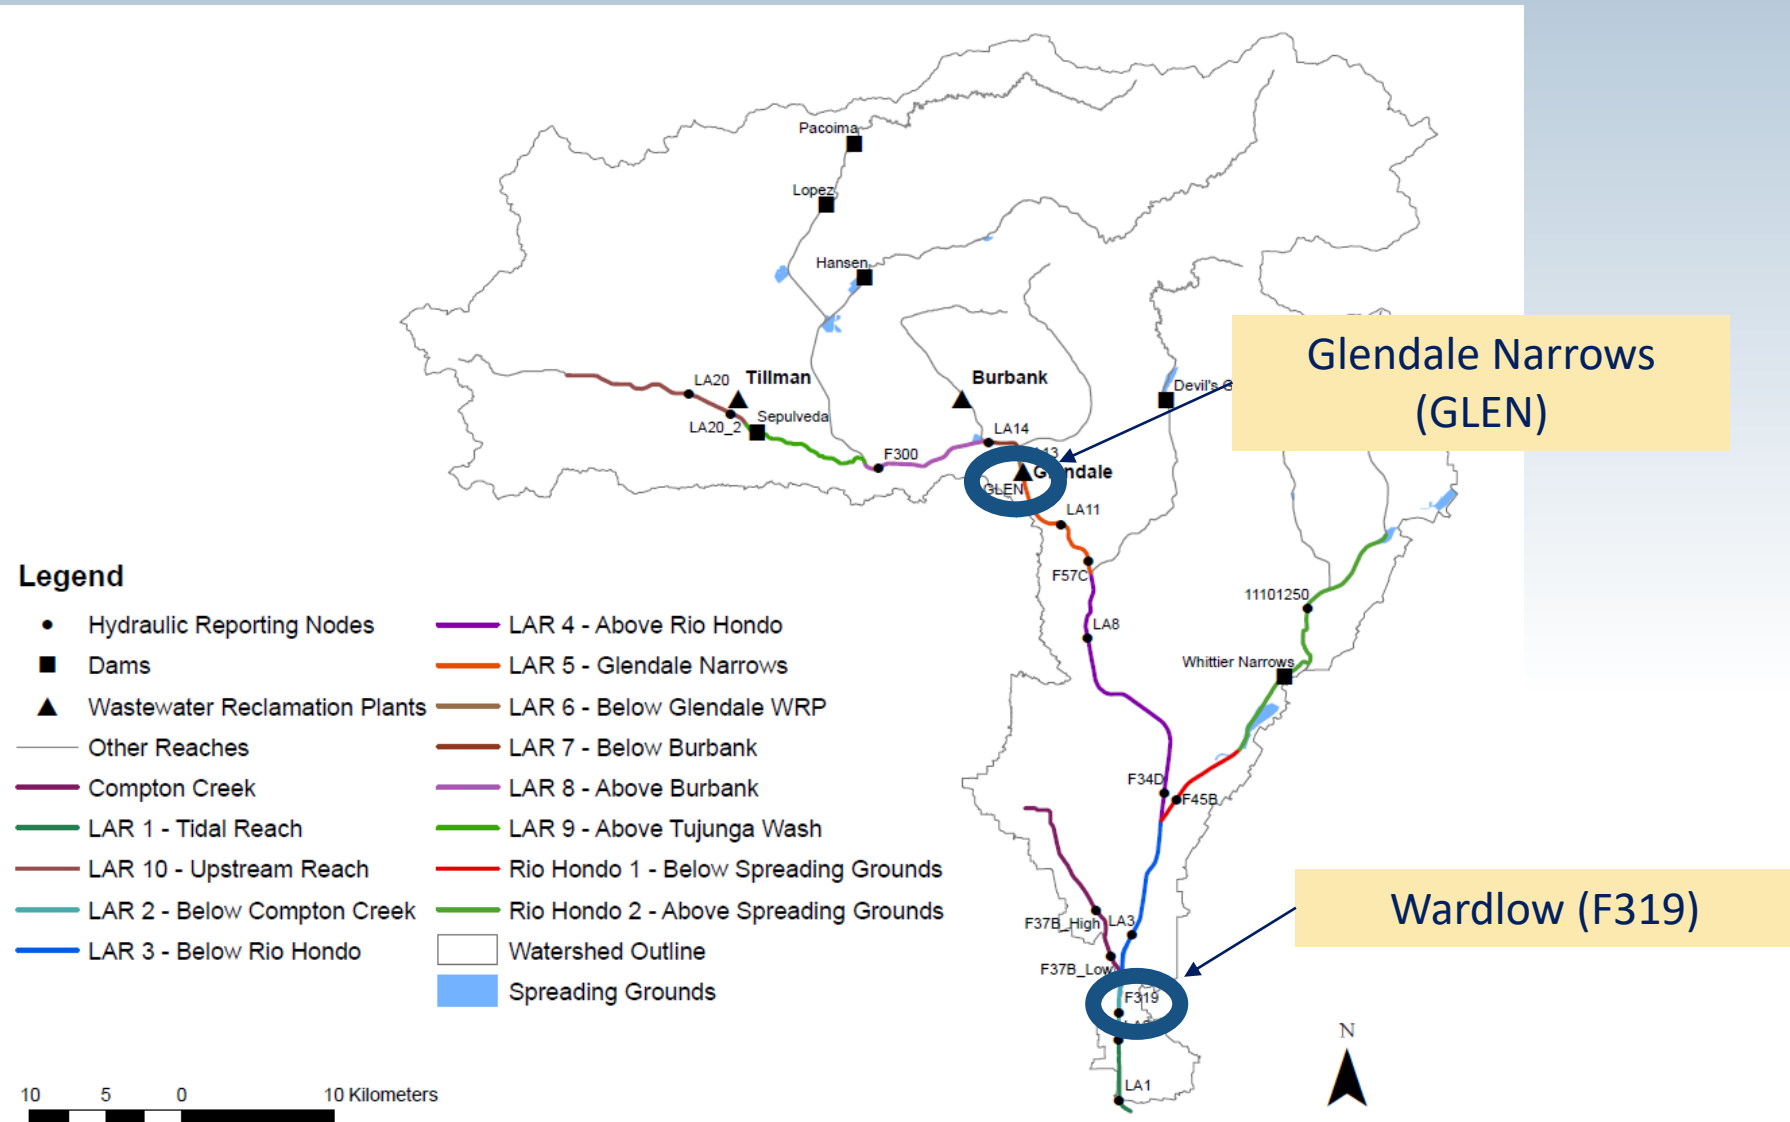 Pacoima
Lopez
Hansen
Glendale Narrows
(GLEN)
LA20
Tillman
Burbank
Devil's
LA20_2
Sepulveda
LA14
F300
Glendale
GLEN
LA11
F57C
11101250
LA8
Whittier Narrows
F34D
F45B
F37B_High
LA3
Wardlow (F319)
F37B_Low
F319
LA1
N
Legend
Hydraulic Reporting Nodes
Dams
Wastewater Reclamation Plants
Other Reaches
Compton Creek
LAR 1 - Tidal Reach
LAR 10 - Upstream Reach
LAR 2 - Below Compton Creek
LAR 3 - Below Rio Hondo
LAR 4 - Above Rio Hondo
LAR 5 - Glendale Narrows
LAR 6 - Below Glendale WRP
LAR 7 - Below Burbank
LAR 8 - Above Burbank
LAR 9 - Above Tujunga Wash
Rio Hondo 1 - Below Spreading Grounds
Rio Hondo 2 - Above Spreading Grounds
Watershed Outline
Spreading Grounds
10 5 0 10 Kilometers